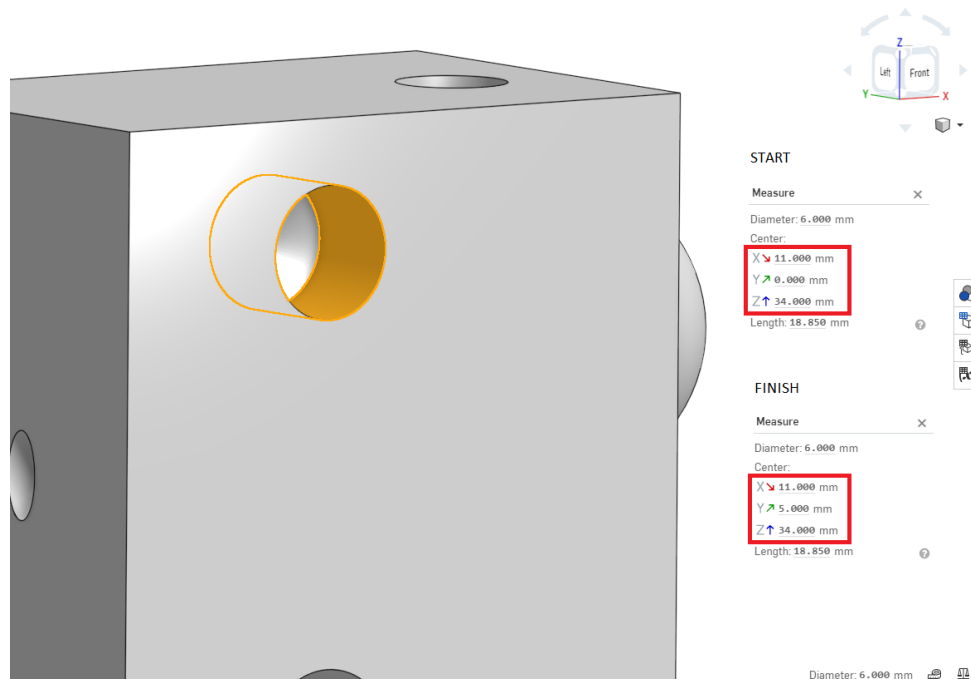 Z
Left
Front
Y
X
START
Measure
Diameter: 6.000 mm
Center:
X 11.000 mm
Y 0.000 mm
Z 34.000 mm
Length: 18.850 mm
FINISH
Measure
Diameter: 6.000 mm
Center:
X 11.000 mm
Y 5.000 mm
Z 34.000 mm
Length: 18.850 mm
Diameter: 6.000 mm